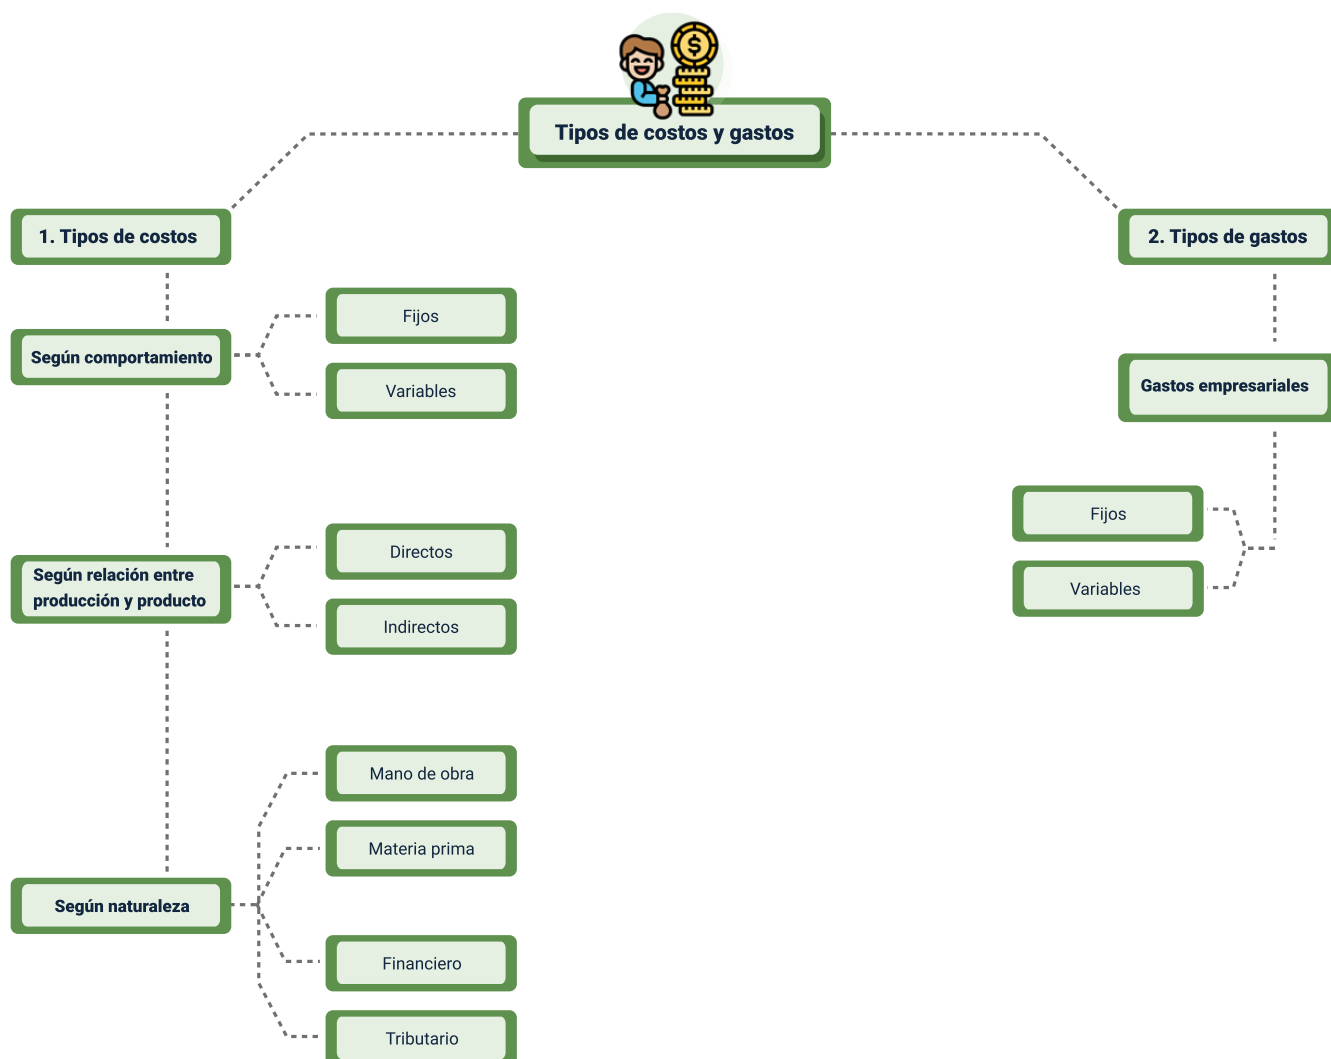 $
Tipos de costos y gastos
1. Tipos de costos
2. Tipos de gastos
Según comportamiento
Fijos
Variables
Según relación entre
producción y producto
Directos
Indirectos
Según naturaleza
Mano de obra
Materia prima
Financiero
Tributario
Gastos empresariales
Fijos
Variables